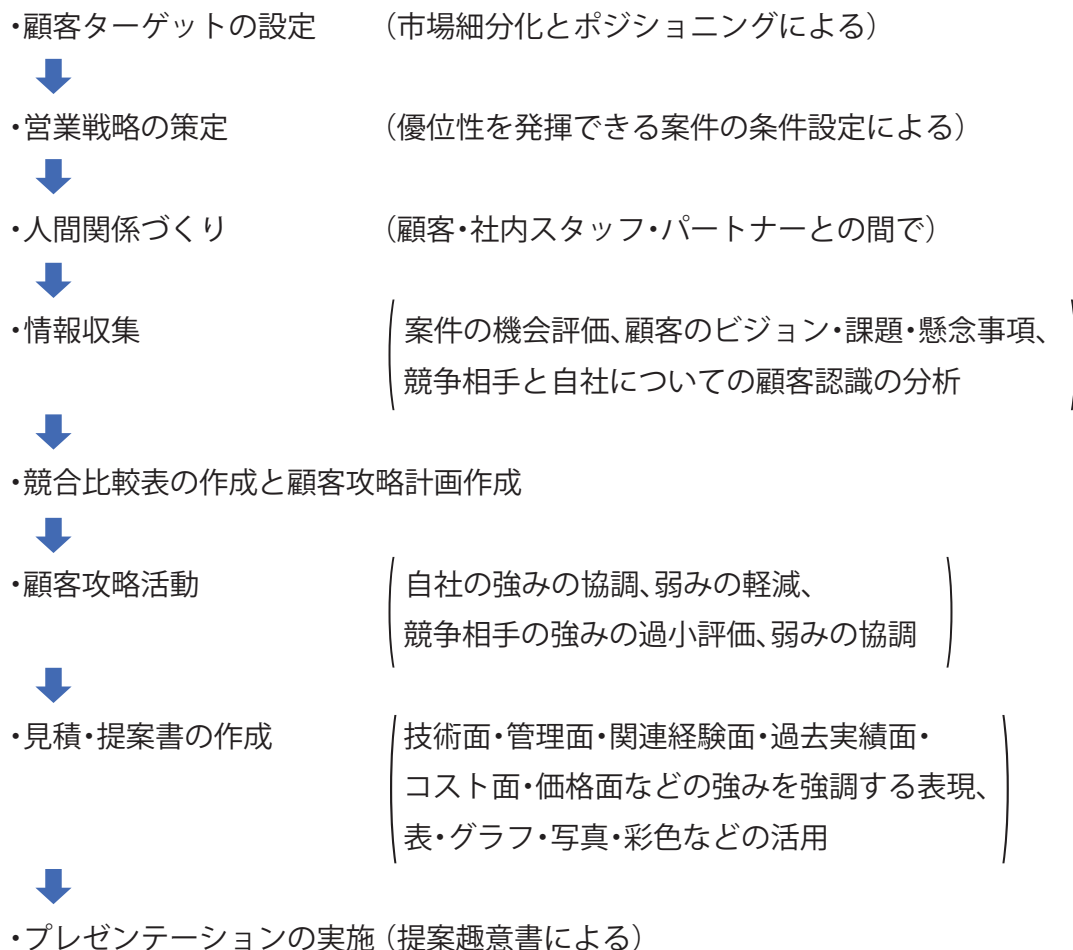 ・顧客ターゲットの設定 （市場細分化とポジショニングによる）
・営業戦略の策定 （優位性を発揮できる案件の条件設定による）
・人間関係づくり （顧客・社内スタッフ・パートナーとの間で）
・情報収集 （案件の機会評価、顧客のビジョン・課題・懸念事項、
競争相手と自社についての顧客認識の分析）
・競合比較表の作成と顧客攻略計画作成
・顧客攻略活動 （自社の強みの協調、弱みの軽減、
競争相手の強みの過小評価、弱みの協調）
・見積・提案書の作成 （技術面・管理面・関連経験面・過去実績面・
コスト面・価格面などの強みを強調する表現、
表・グラフ・写真・彩色などの活用）
・プレゼンテーションの実施（提案趣意書による）